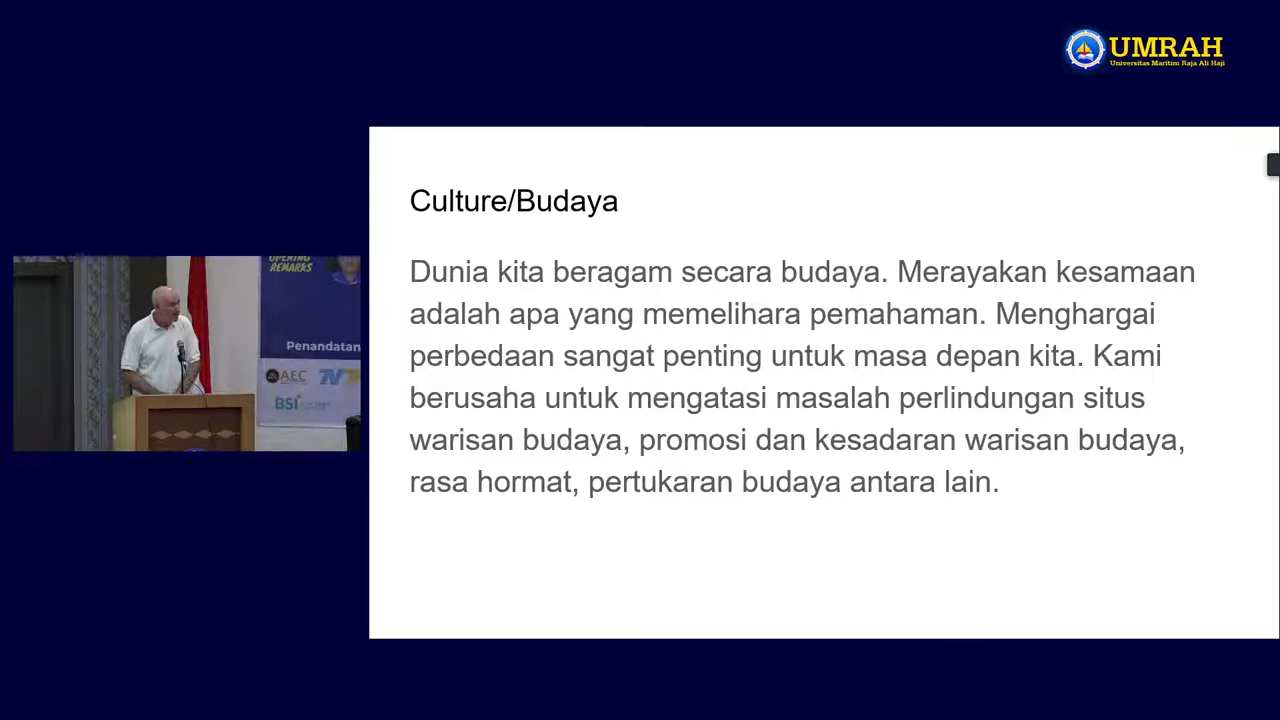 UMRAH
Universitas Maritim Raja Ali Haji
Culture/Budaya
Dunia kita beragam secara budaya. Merayakan kesamaan
adalah apa yang memelihara pemahaman. Menghargai
perbedaan sangat penting untuk masa depan kita. Kami
berusaha untuk mengatasi masalah perlindungan situs
warisan budaya, promosi dan kesadaran warisan budaya,
rasa hormat, pertukaran budaya antara lain.
OPENING
REMARKS
Penandatan
AEC
BSI